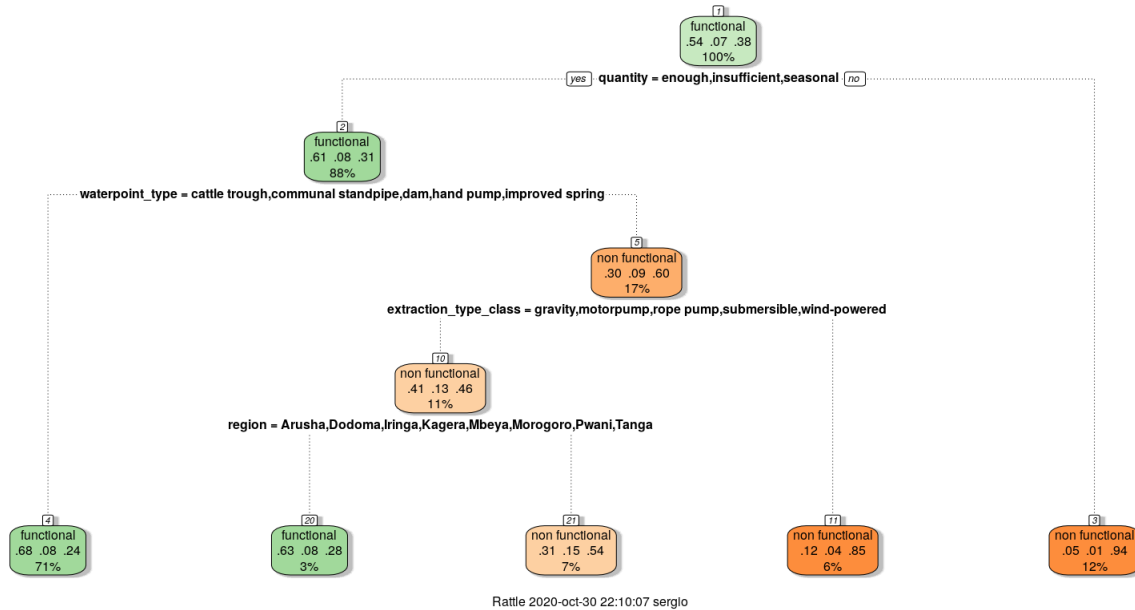 1
functional
.54 .07 .38
100%
yes quantity = enough,insufficient,seasonal no
2
functional
.61 .08 .31
88%
waterpoint_type = cattle trough,communal standpipe,dam,hand pump,improved spring
5
non functional
.30 .09 .60
17%
extraction_type_class = gravity,motorpump,rope pump,submersible,wind-powered
10
non functional
.41 .13 .46
11%
region = Arusha,Dodoma,Iringa,Kagera,Mbeya,Morogoro,Pwani,Tanga
4
functional
.68 .08 .24
71%
20
functional
.63 .08 .28
3%
21
non functional
.31 .15 .54
7%
11
non functional
.12 .04 .85
6%
3
non functional
.05 .01 .94
12%
Rattle 2020-oct-30 22:10:07 sergio